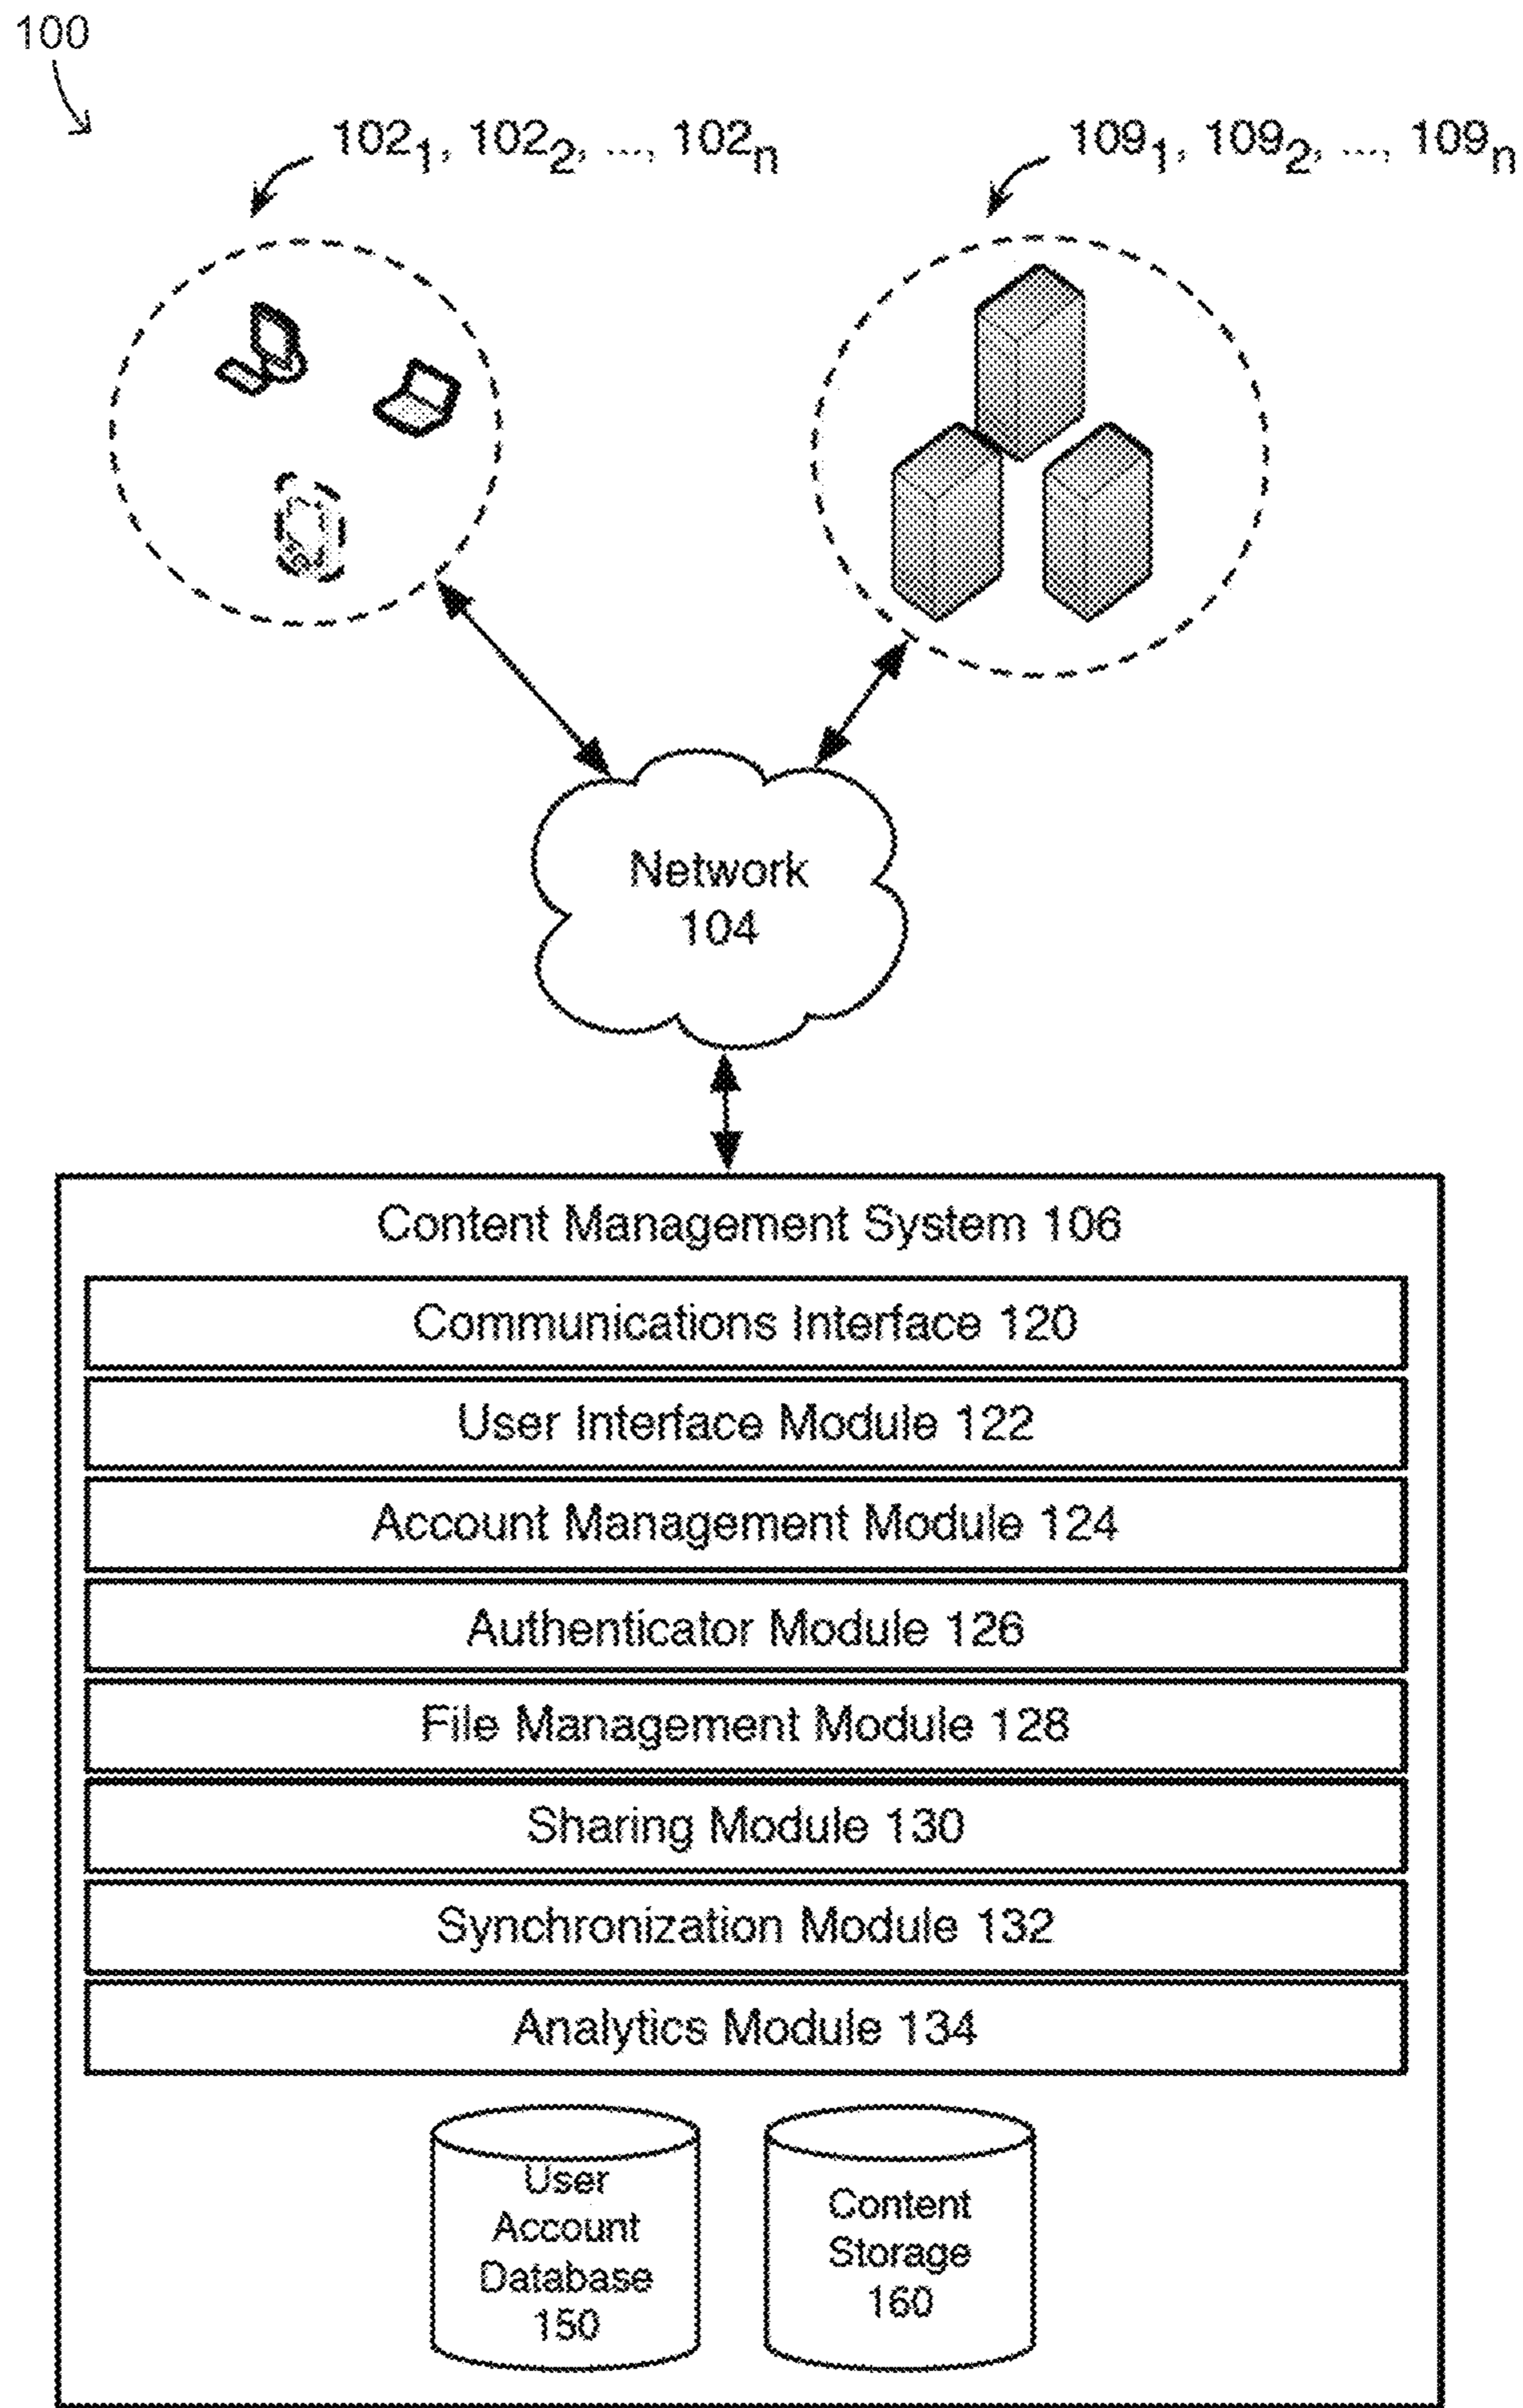 100
102₁, 102₂, ..., 102ₙ
109₁, 109₂, ..., 109ₙ
Network
104
Content Management System 106
Communications Interface 120
User Interface Module 122
Account Management Module 124
Authenticator Module 126
File Management Module 128
Sharing Module 130
Synchronization Module 132
Analytics Module 134
User
Account
Database
150
Content
Storage
160